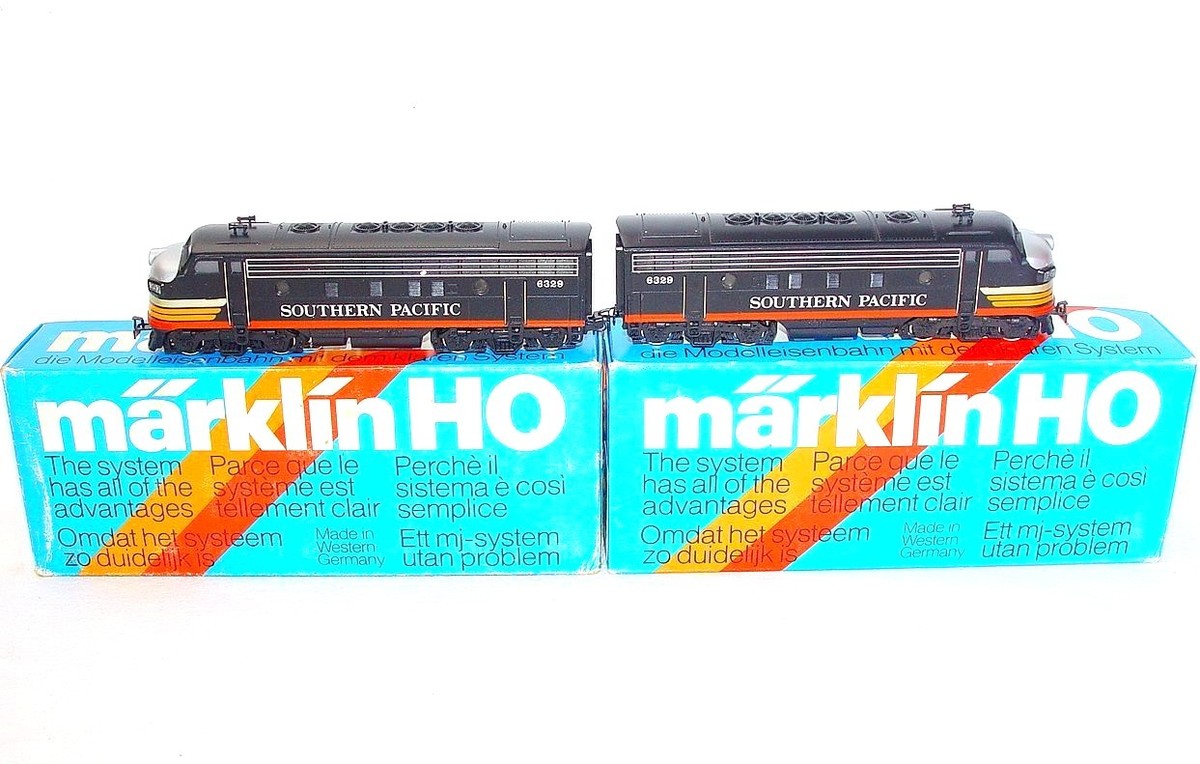 6329
SOUTHERN PACIFIC
6329
SOUTHERN PACIFIC
die Modelleisenbahn mit dem klaren System
märklin HO
The system has all of the advantages
Parce que le système est tellement clair
Perchè il sistema è così semplice
Omdat het systeem zo duidelijk is
Made in Western Germany
Ett mj-system utan problem
HO
die Modelleisenbahn mit de klaren System
märklin HO
The system has all of the advantages
Parce que le système est tellement clair
Perchè il sistema è così semplice
Omdat het systeem zo duidelijk is
Made in Western Germany
Ett mj-system utan problem